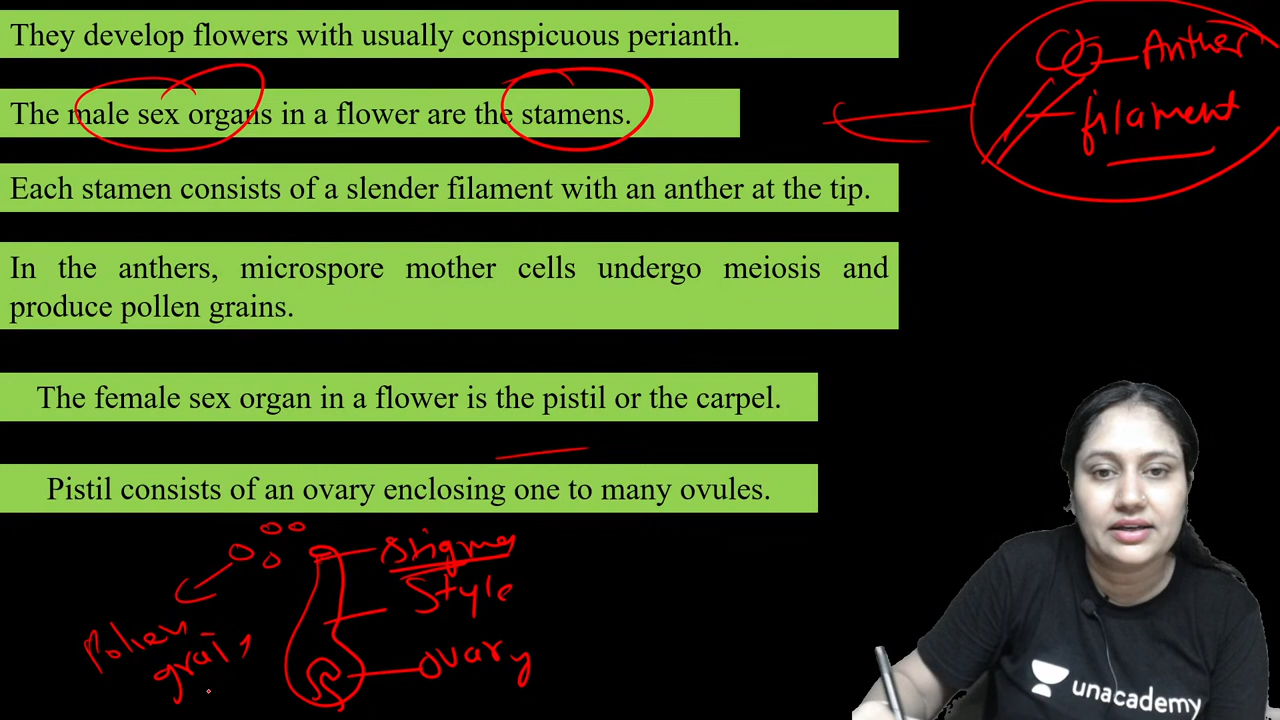 They develop flowers with usually conspicuous perianth.
Anther
The male sex organs in a flower are the stamens.
filament
Each stamen consists of a slender filament with an anther at the tip.
In the anthers, microspore mother cells undergo meiosis and
produce pollen grains.
The female sex organ in a flower is the pistil or the carpel.
Pistil consists of an ovary enclosing one to many ovules.
stigma
style
Pollen
grains
ovary
unacademy